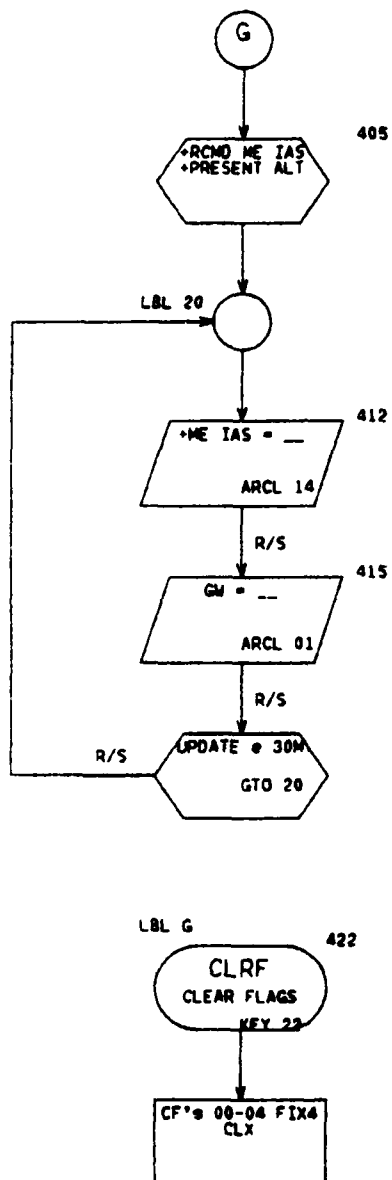 G
405
+RCMD ME IAS
+PRESENT ALT
LBL 20
412
+ME IAS = __
ARCL 14
R/S
415
GW = __
ARCL 01
R/S
UPDATE @ 30M
R/S
GTO 20
LBL G
422
CLRF
CLEAR FLAGS
KEY 22
CF's 00-04 FIX4
CLX